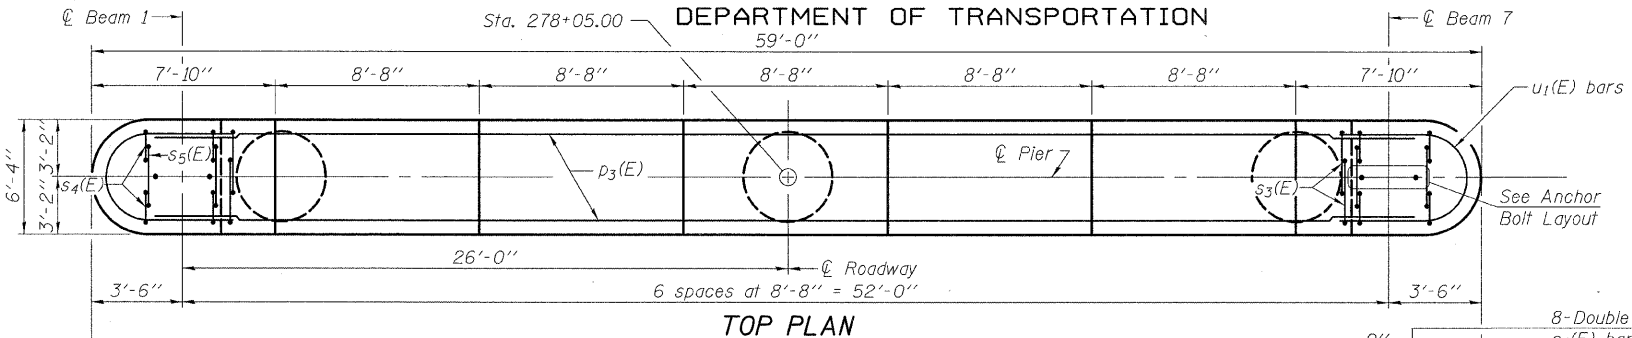 DEPARTMENT OF TRANSPORTATION
℄ Beam 1
Sta. 278+05.00
℄ Beam 7
59'-0"
7'-10"
8'-8"
8'-8"
8'-8"
8'-8"
8'-8"
7'-10"
u1(E) bars
6'-4"
3'-2"
3'-2"
s4(E)
s5(E)
p3(E)
℄ Pier 7
s3(E)
See Anchor
Bolt Layout
26'-0"
℄ Roadway
3'-6"
6 spaces at 8'-8" = 52'-0"
3'-6"
TOP PLAN
8-Double